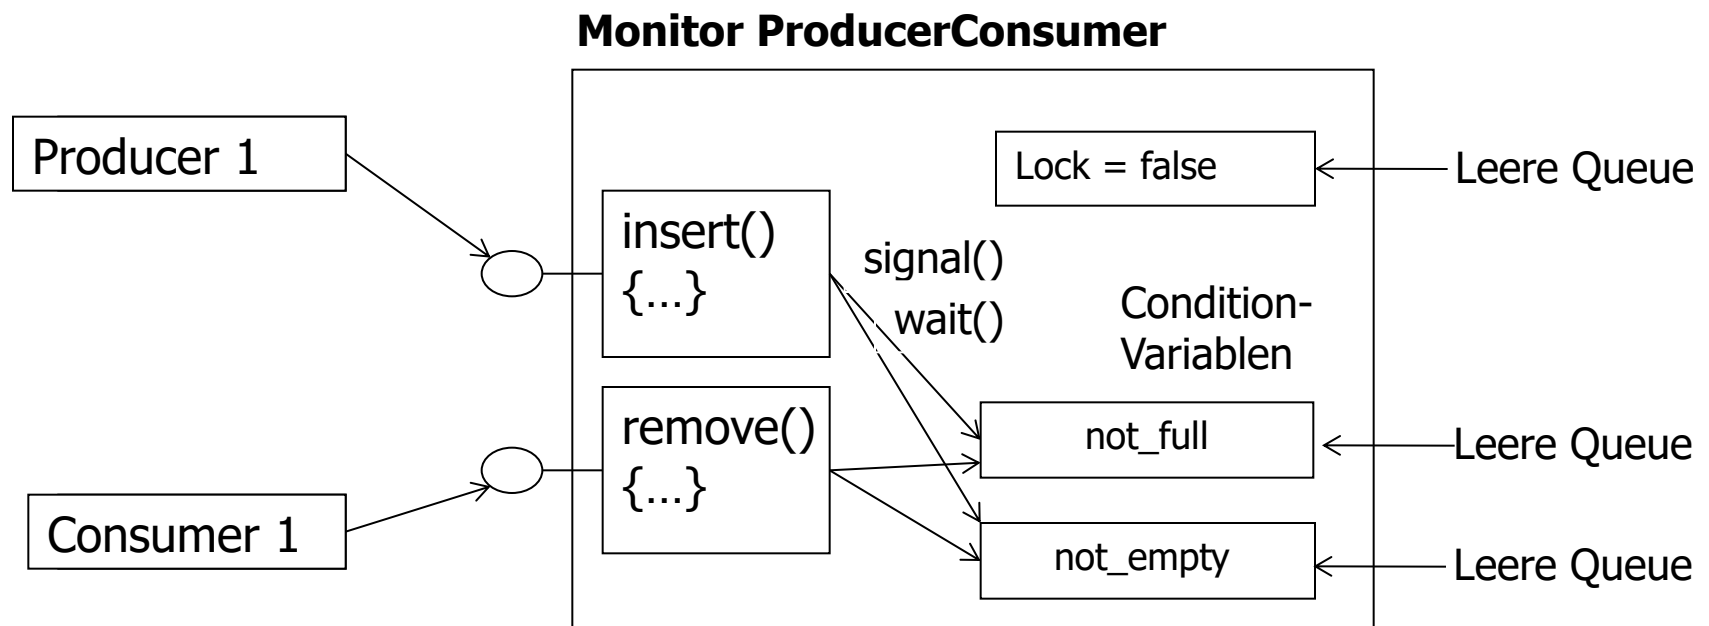 Monitor ProducerConsumer
Producer 1
Lock = false
Leere Queue
insert()
{...}
signal()
wait()
Condition-
Variablen
remove()
{...}
not_full
Leere Queue
Consumer 1
not_empty
Leere Queue